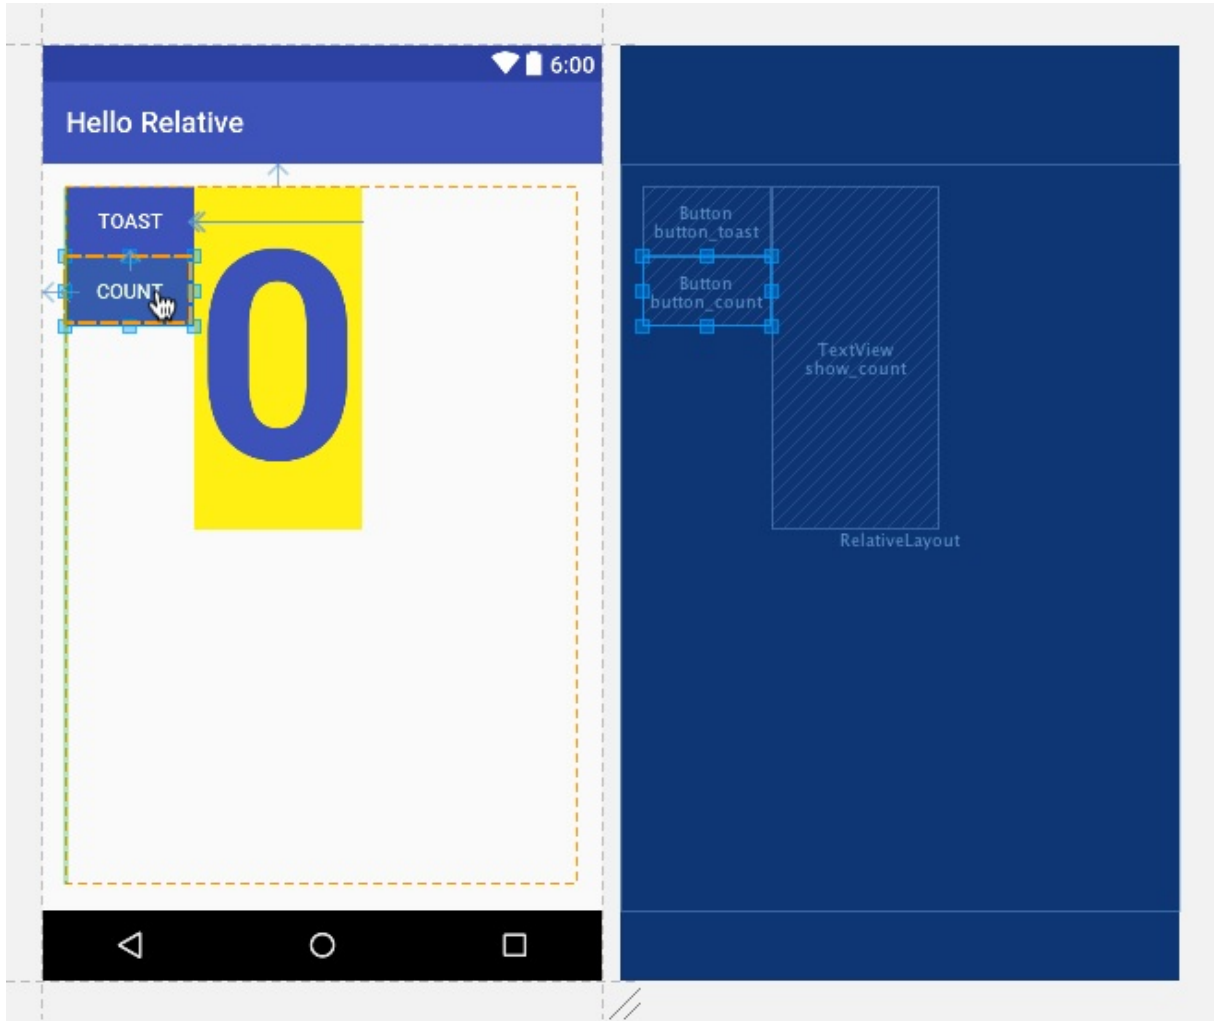 6:00
Hello Relative
TOAST
COUNT
0
Button
button_toast
Button
button_count
TextView
show_count
RelativeLayout